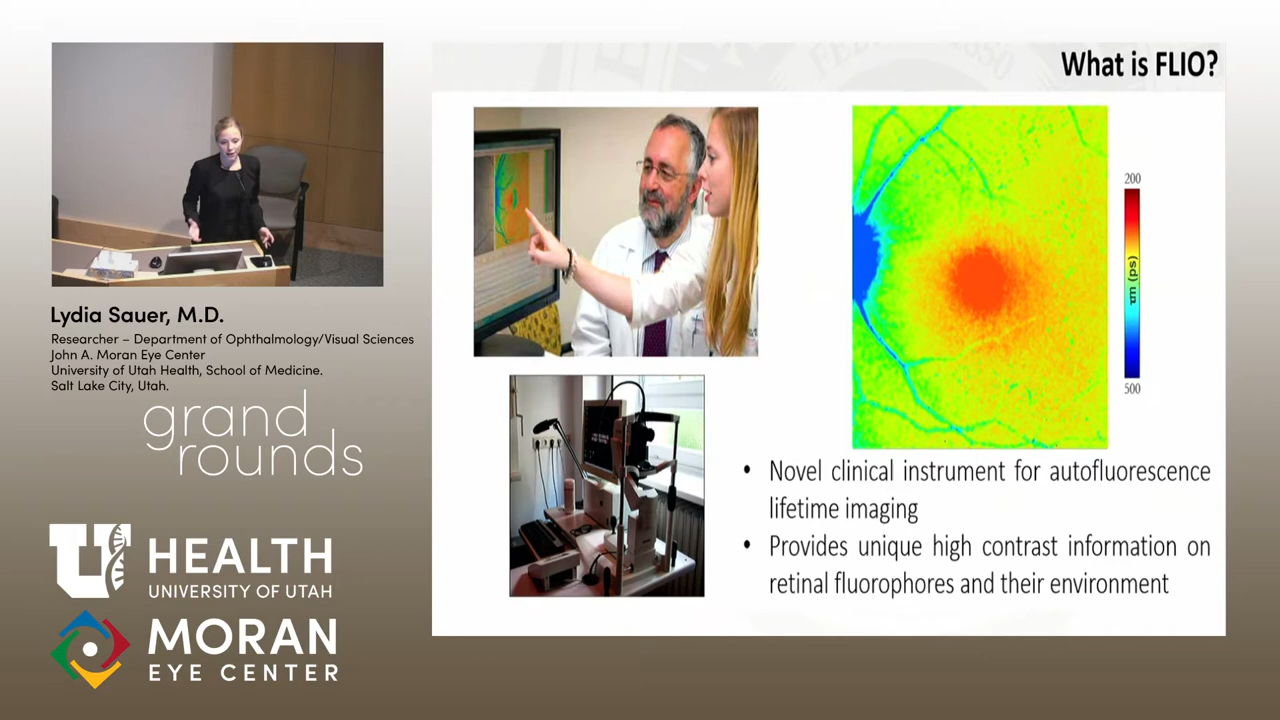 What is FLIO?
200
τm (ps)
500
Lydia Sauer, M.D.
Researcher – Department of Ophthalmology/Visual Sciences
John A. Moran Eye Center
University of Utah Health, School of Medicine.
Salt Lake City, Utah.
grand
rounds
• Novel clinical instrument for autofluorescence
lifetime imaging
• Provides unique high contrast information on
retinal fluorophores and their environment
U HEALTH
UNIVERSITY OF UTAH
MORAN
EYE CENTER